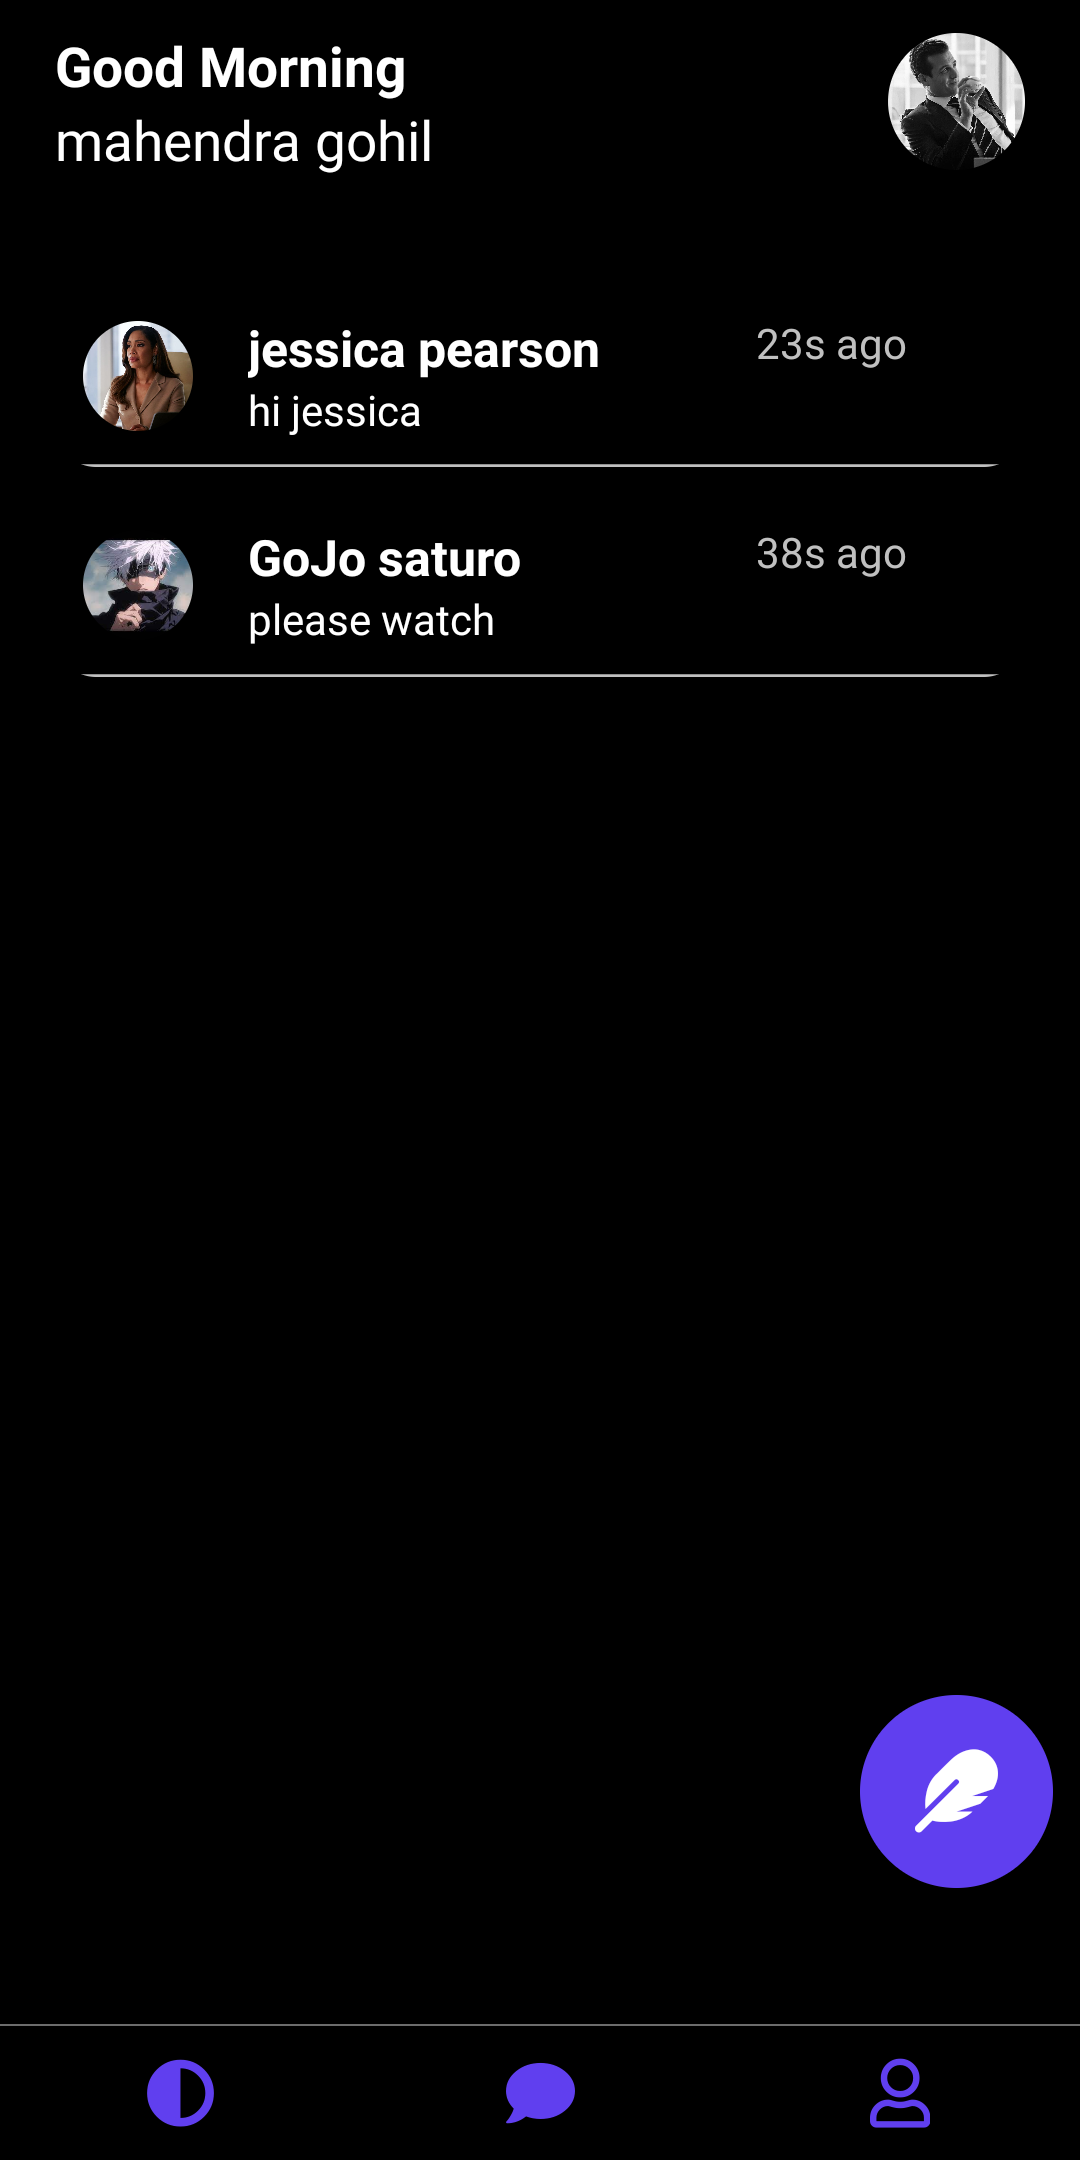 Good Morning
mahendra gohil
jessica pearson
23s ago
hi jessica
GoJo saturo
38s ago
please watch